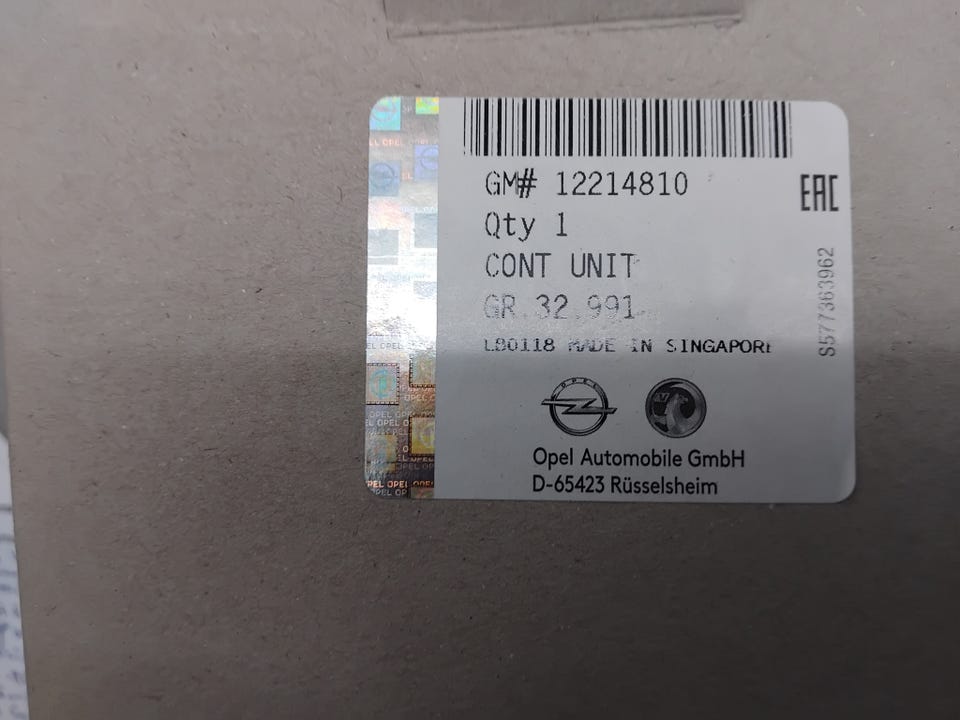 GM# 12214810
EAC
Qty 1
CONT UNIT
GR 32.991
LB0118 MADE IN SINGAPORE
S577363962
OPEL
Opel Automobile GmbH
D-65423 Rüsselsheim